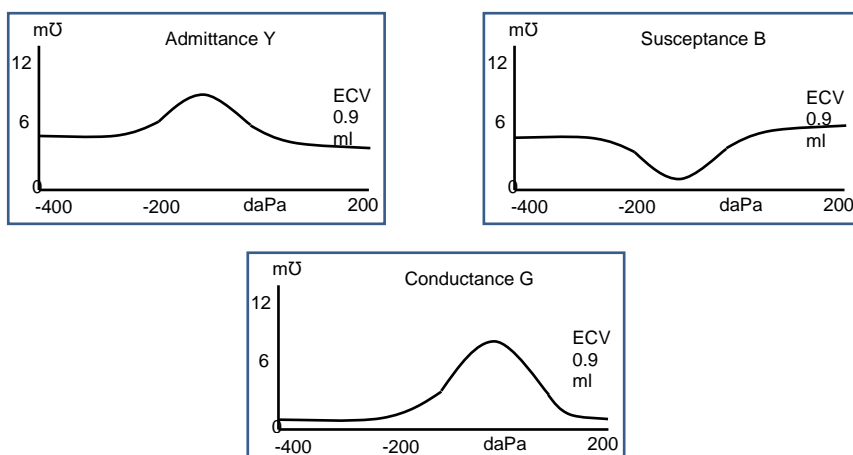 m℧
Admittance Y
12
6
0
ECV
0.9
ml
-400
-200
daPa
200
m℧
Susceptance B
12
6
0
ECV
0.9
ml
-400
-200
daPa
200
m℧
Conductance G
12
6
0
ECV
0.9
ml
-400
-200
daPa
200